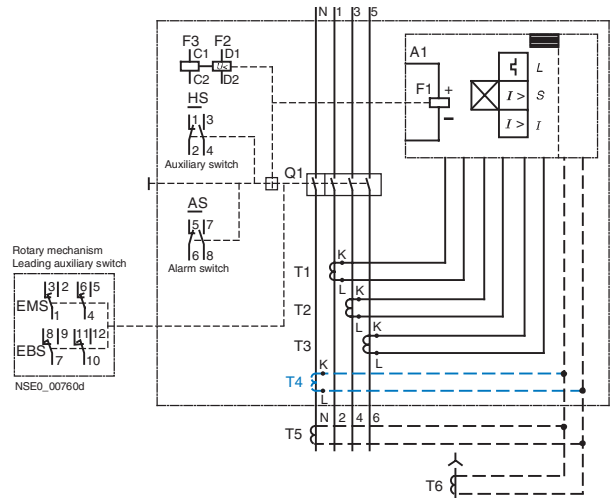 N 1 3 5
F3 F2
C1 D1
U<
C2 D2
HS
1 3
2 4
Auxiliary switch
A1
F1 +
−
L
I > S
I > I
Q1
AS
5 7
6 8
Alarm switch
Rotary mechanism
Leading auxiliary switch
3 2 6 5
EMS 1 4
8 9 11 12
EBS 7 10
NSE0_00760d
K
T1
L
K
T2
L
K
T3
L
K
T4
L
N 2 4 6
T5
T6